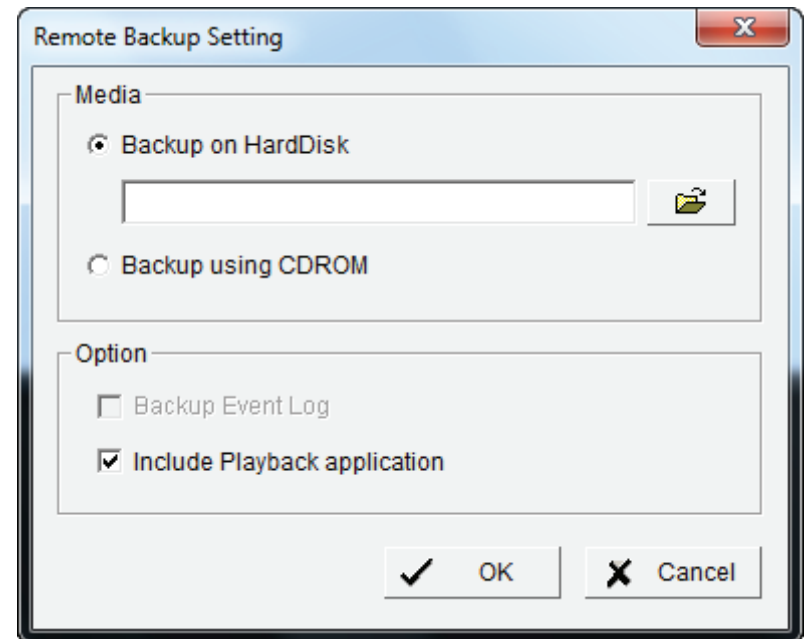 Remote Backup Setting
Media
Backup on HardDisk
Backup using CDROM
Option
Backup Event Log
Include Playback application
OK
Cancel